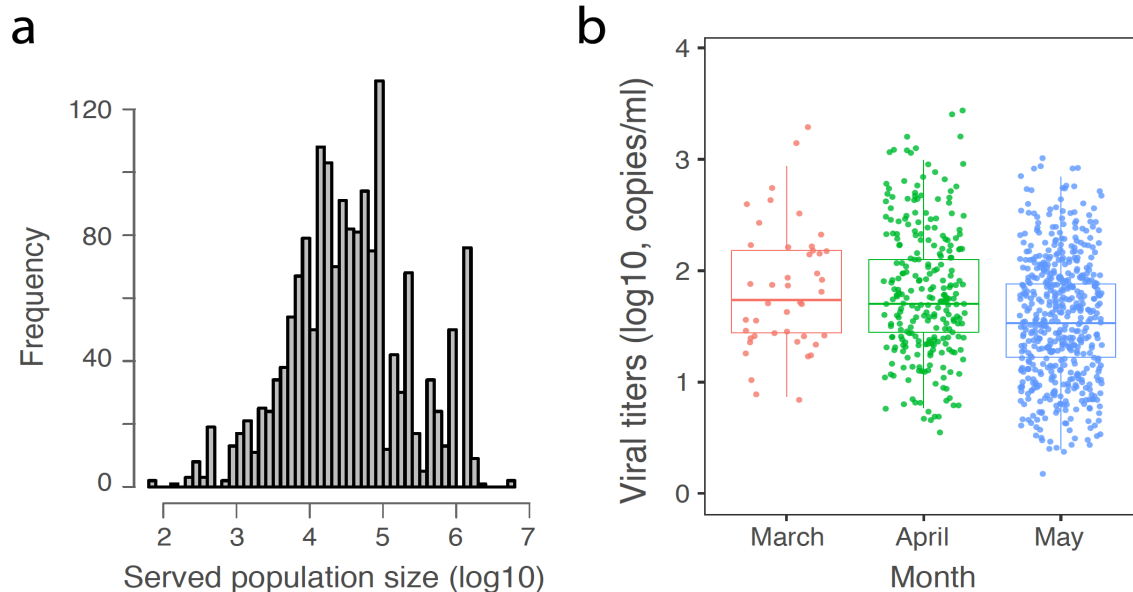 a
120
80
40
0
Frequency
2 3 4 5 6 7
Served population size (log10)
b
4
3
2
1
0
Viral titers (log10, copies/ml)
March April May
Month